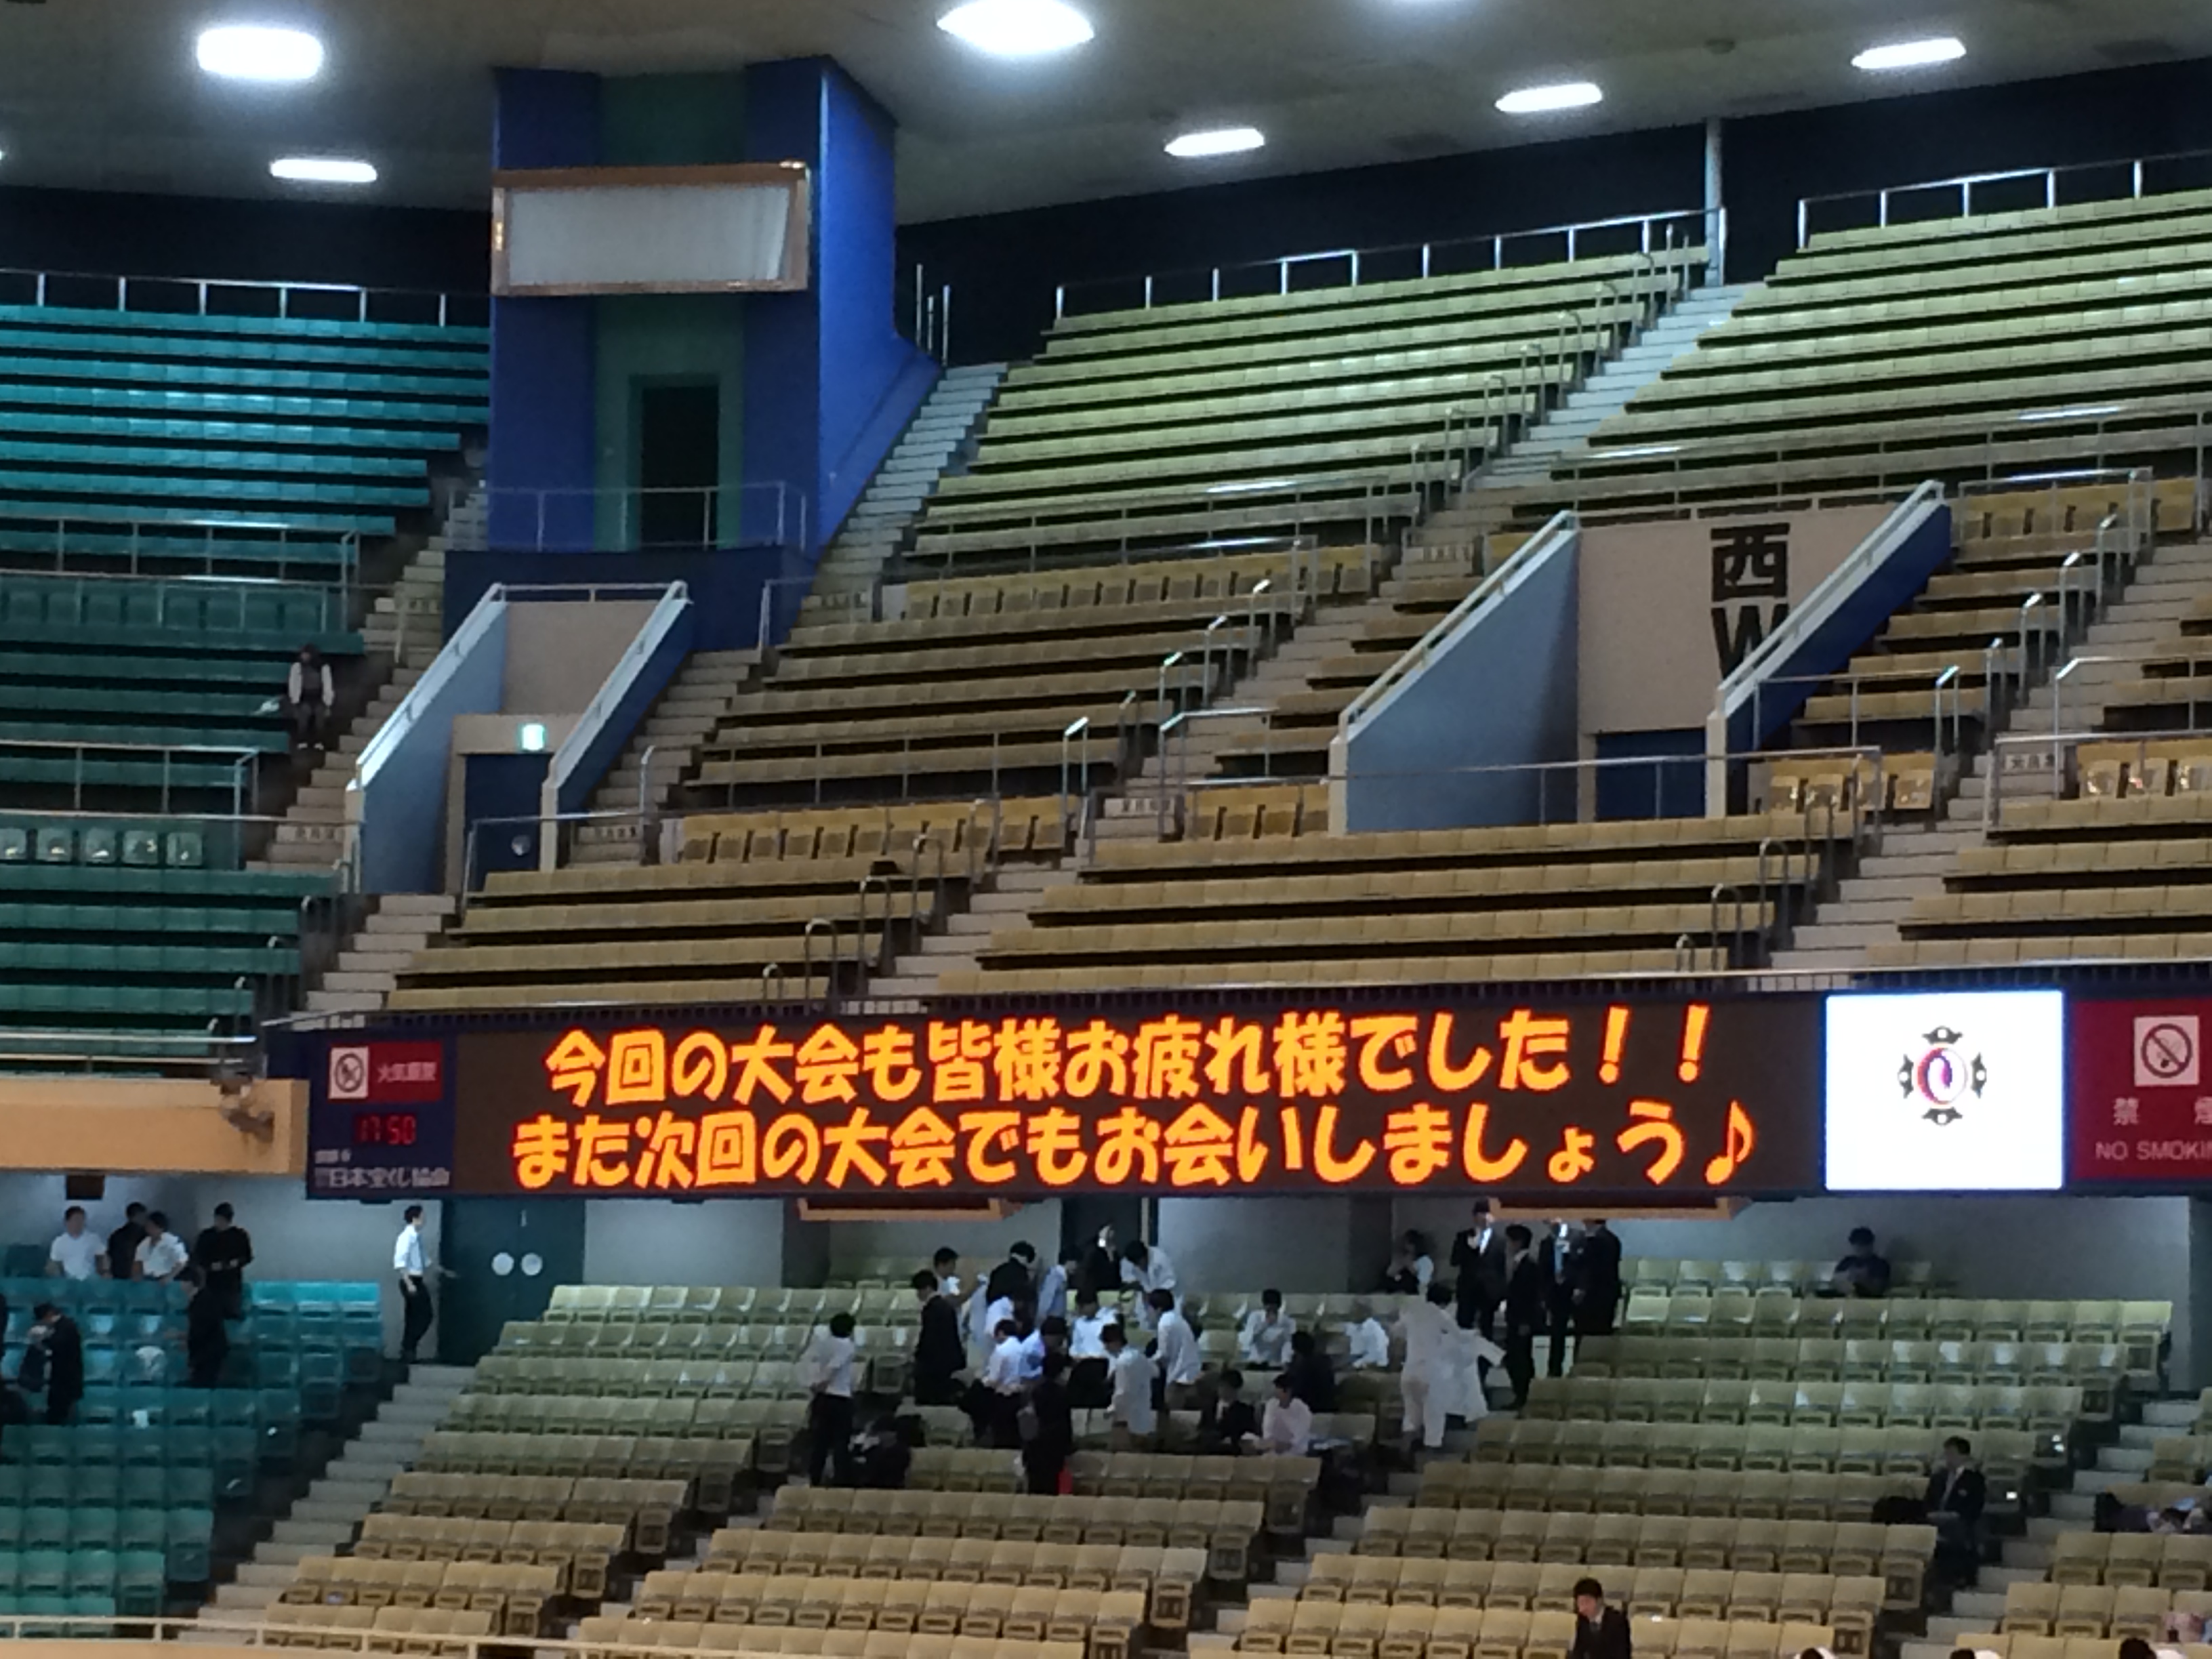 西
W
火気厳禁
今回の大会も皆様お疲れ様でした！！
また次回の大会でもお会いしましょう♪
17 50
日本宝くじ協会
禁
NO SMOKIN